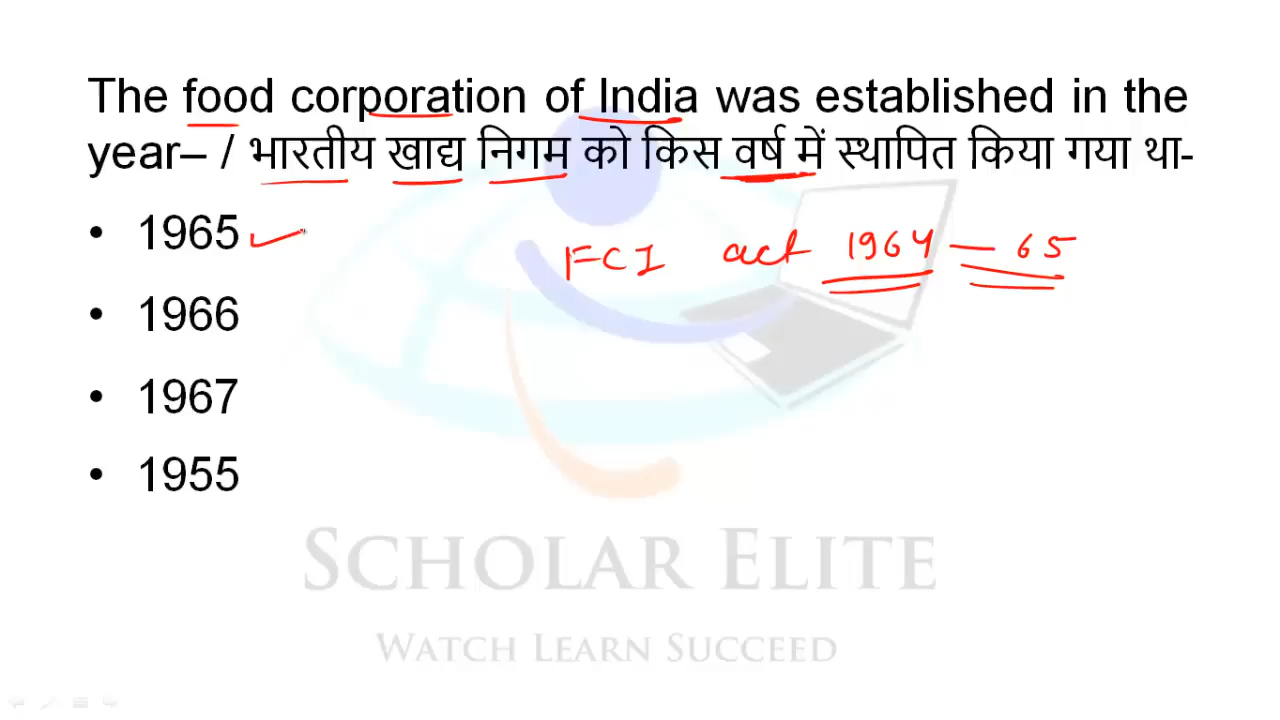 The food corporation of India was established in the
year– / भारतीय खाद्य निगम को किस वर्ष में स्थापित किया गया था-
• 1965
FCI act 1964 — 65
• 1966
• 1967
• 1955
SCHOLAR ELITE
WATCH LEARN SUCCEED